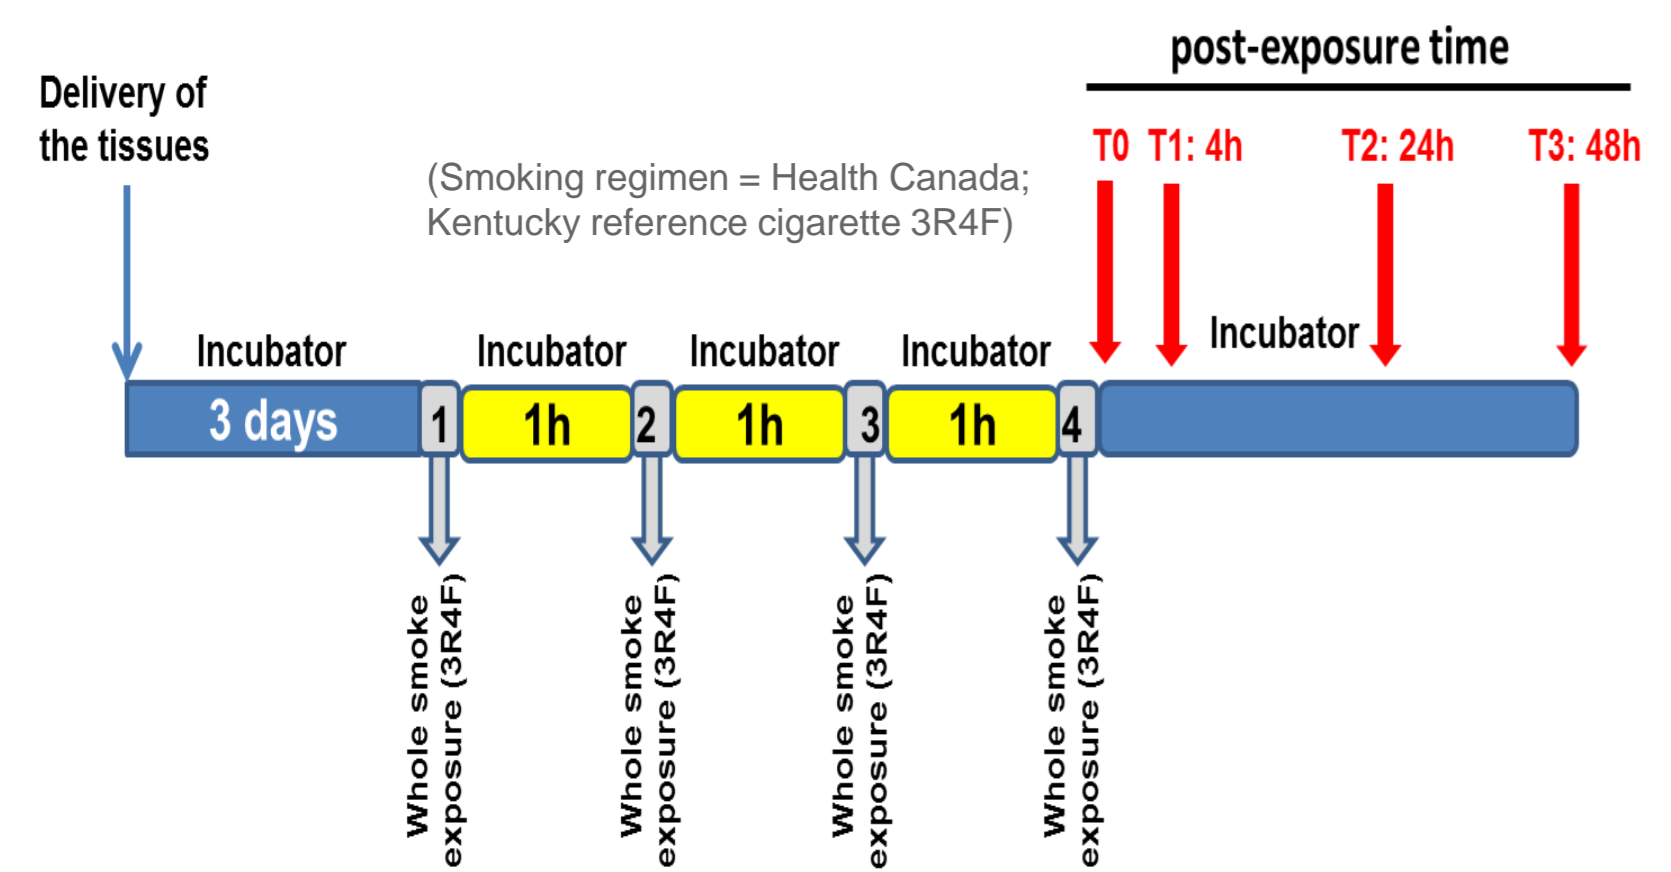 post-exposure time
Delivery of
the tissues
T0 T1: 4h T2: 24h T3: 48h
(Smoking regimen = Health Canada;
Kentucky reference cigarette 3R4F)
Incubator Incubator Incubator Incubator Incubator
3 days 1 1h 2 1h 3 1h 4
Whole smoke
exposure (3R4F)
Whole smoke
exposure (3R4F)
Whole smoke
exposure (3R4F)
Whole smoke
exposure (3R4F)